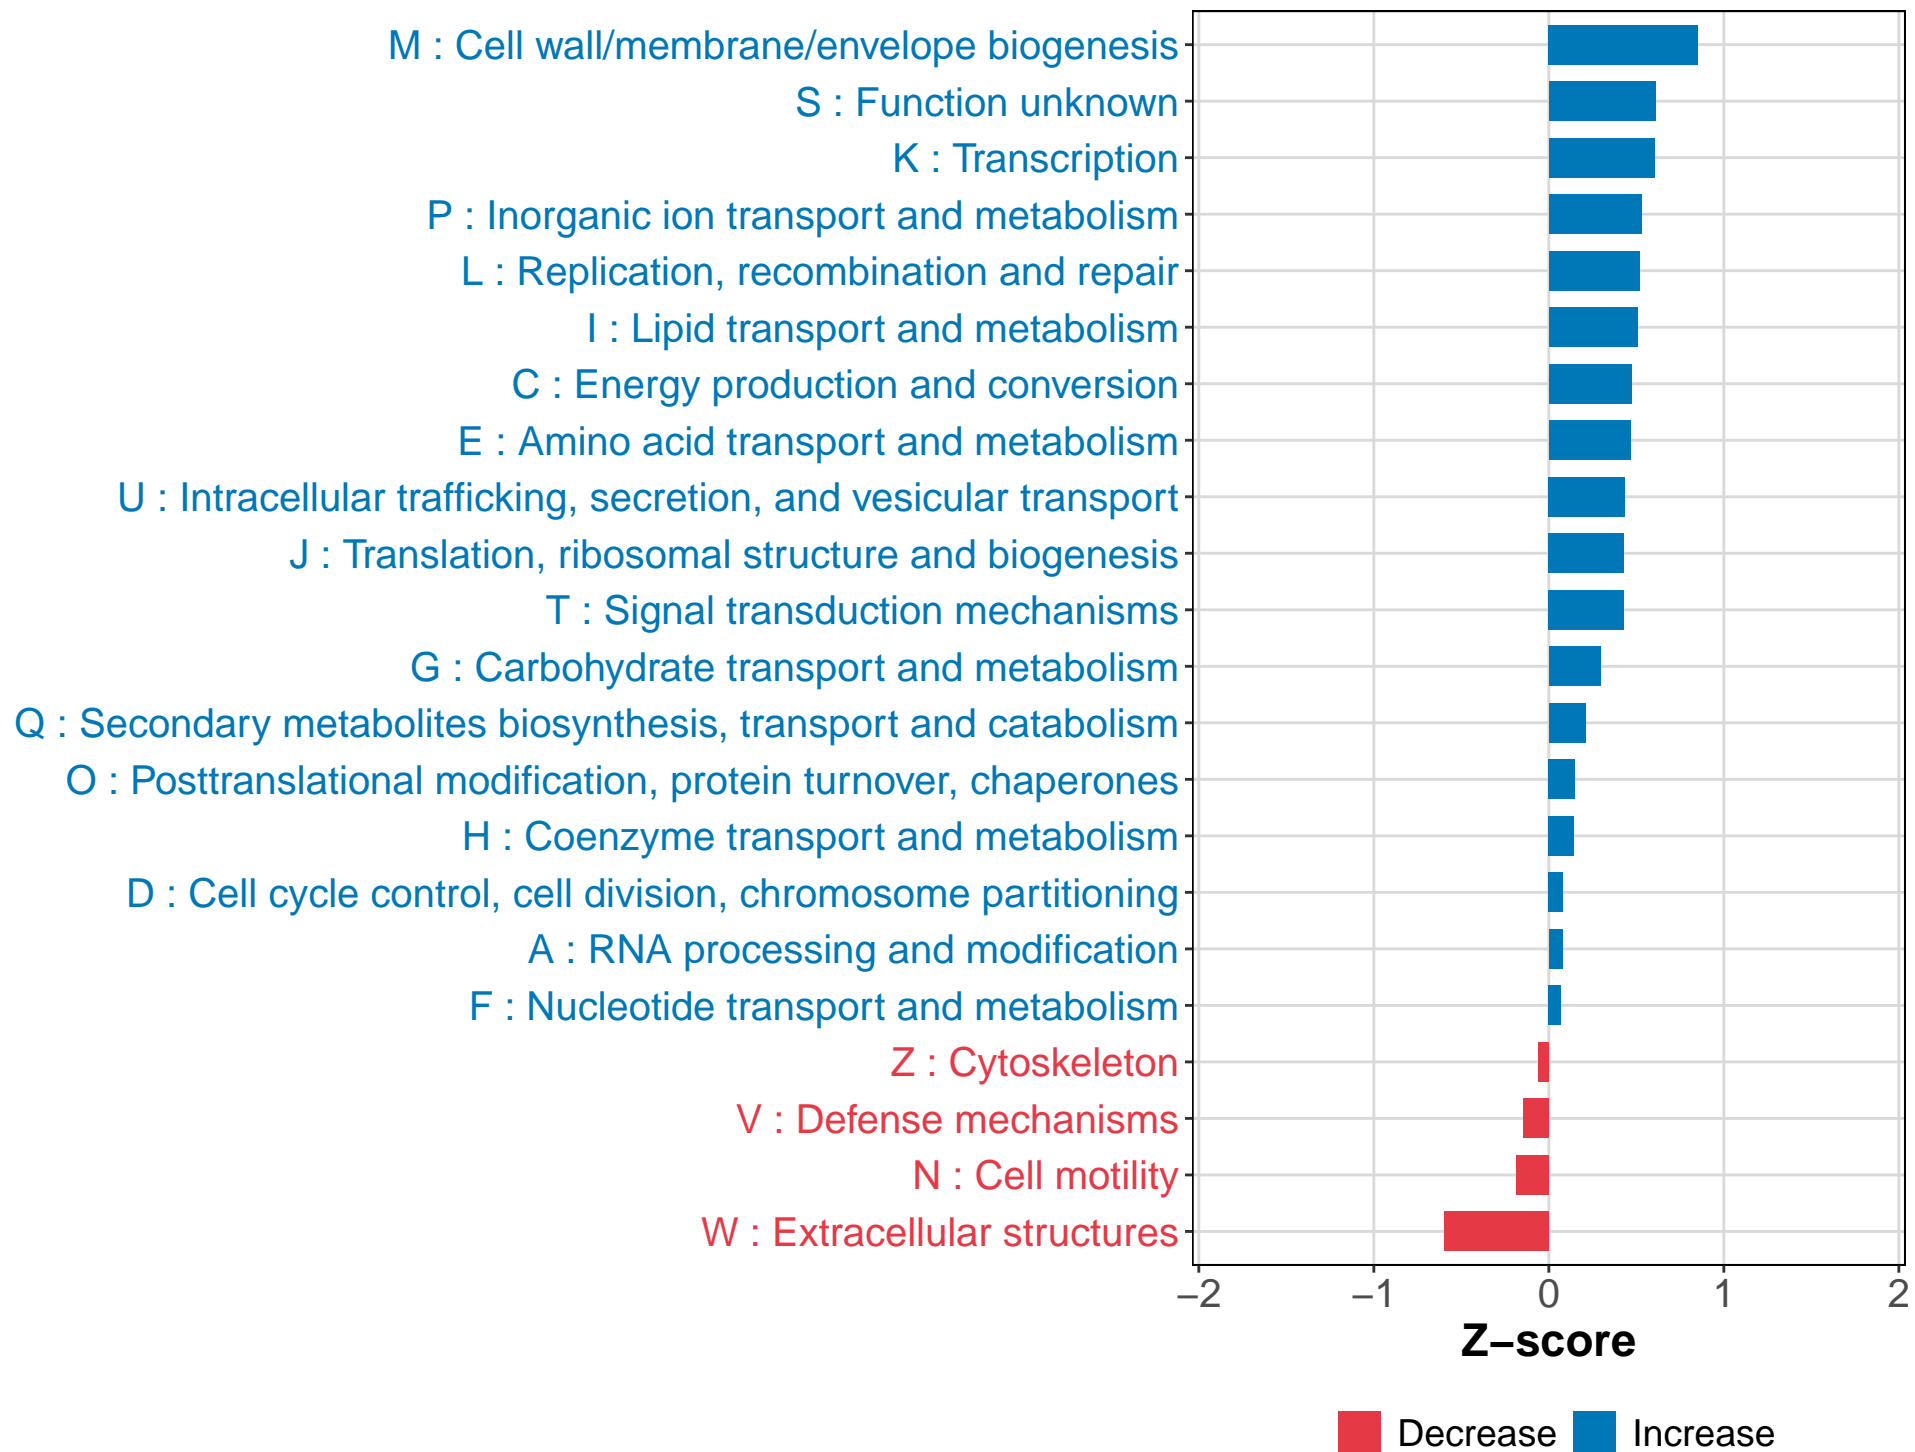 M : Cell wall/membrane/envelope biogenesis
S : Function unknown
K : Transcription
P : Inorganic ion transport and metabolism
L : Replication, recombination and repair
I : Lipid transport and metabolism
C : Energy production and conversion
E : Amino acid transport and metabolism
U : Intracellular trafficking, secretion, and vesicular transport
J : Translation, ribosomal structure and biogenesis
T : Signal transduction mechanisms
G : Carbohydrate transport and metabolism
Q : Secondary metabolites biosynthesis, transport and catabolism
O : Posttranslational modification, protein turnover, chaperones
H : Coenzyme transport and metabolism
D : Cell cycle control, cell division, chromosome partitioning
A : RNA processing and modification
F : Nucleotide transport and metabolism
Z : Cytoskeleton
V : Defense mechanisms
N : Cell motility
W : Extracellular structures
−2 −1 0 1 2
Z−score
Decrease Increase